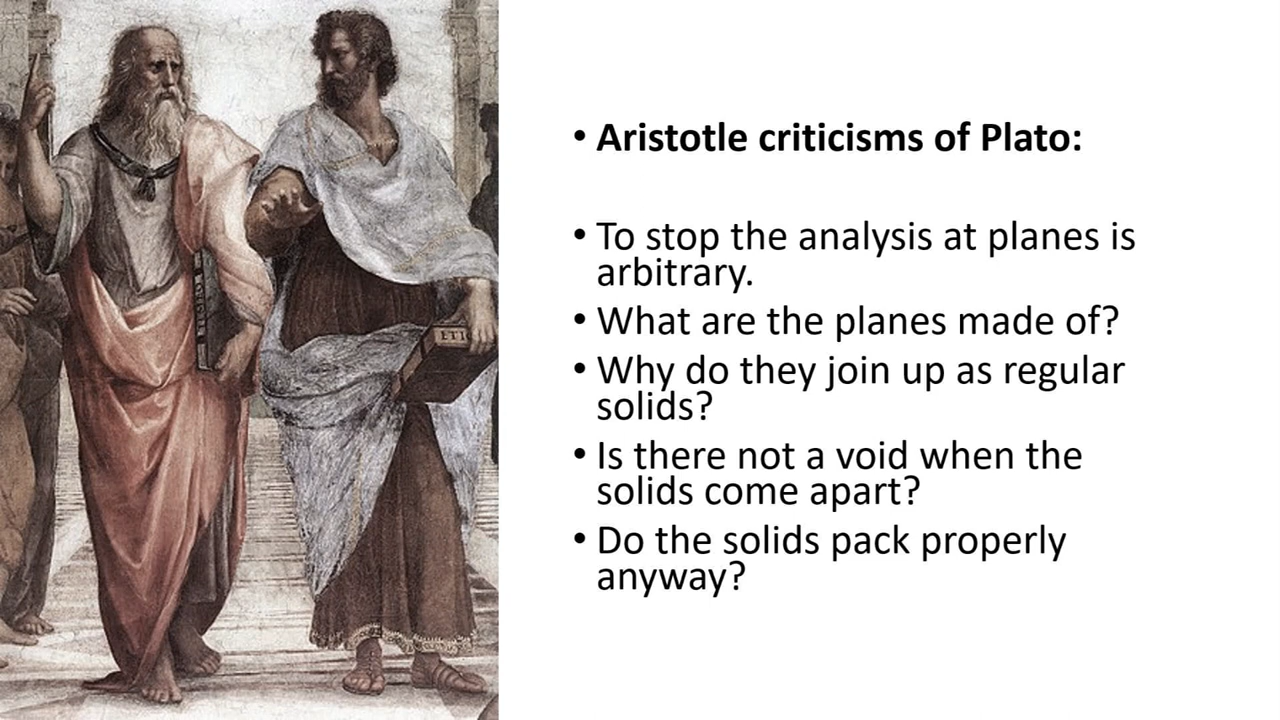 • Aristotle criticisms of Plato:
• To stop the analysis at planes is
arbitrary.
• What are the planes made of?
• Why do they join up as regular
solids?
• Is there not a void when the
solids come apart?
• Do the solids pack properly
anyway?
ETI